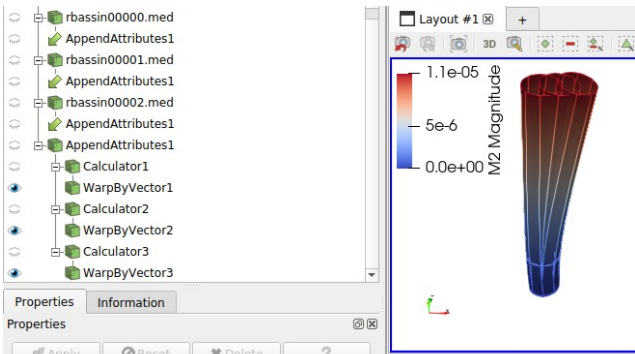 rbassin00000.med
AppendAttributes1
rbassin00001.med
AppendAttributes1
rbassin00002.med
AppendAttributes1
AppendAttributes1
Calculator1
WarpByVector1
Calculator2
WarpByVector2
Calculator3
WarpByVector3
Properties Information
Properties
Apply Reset Delete ?
Layout #1 +
3D
1.1e-05
5e-6
0.0e+00
M2 Magnitude